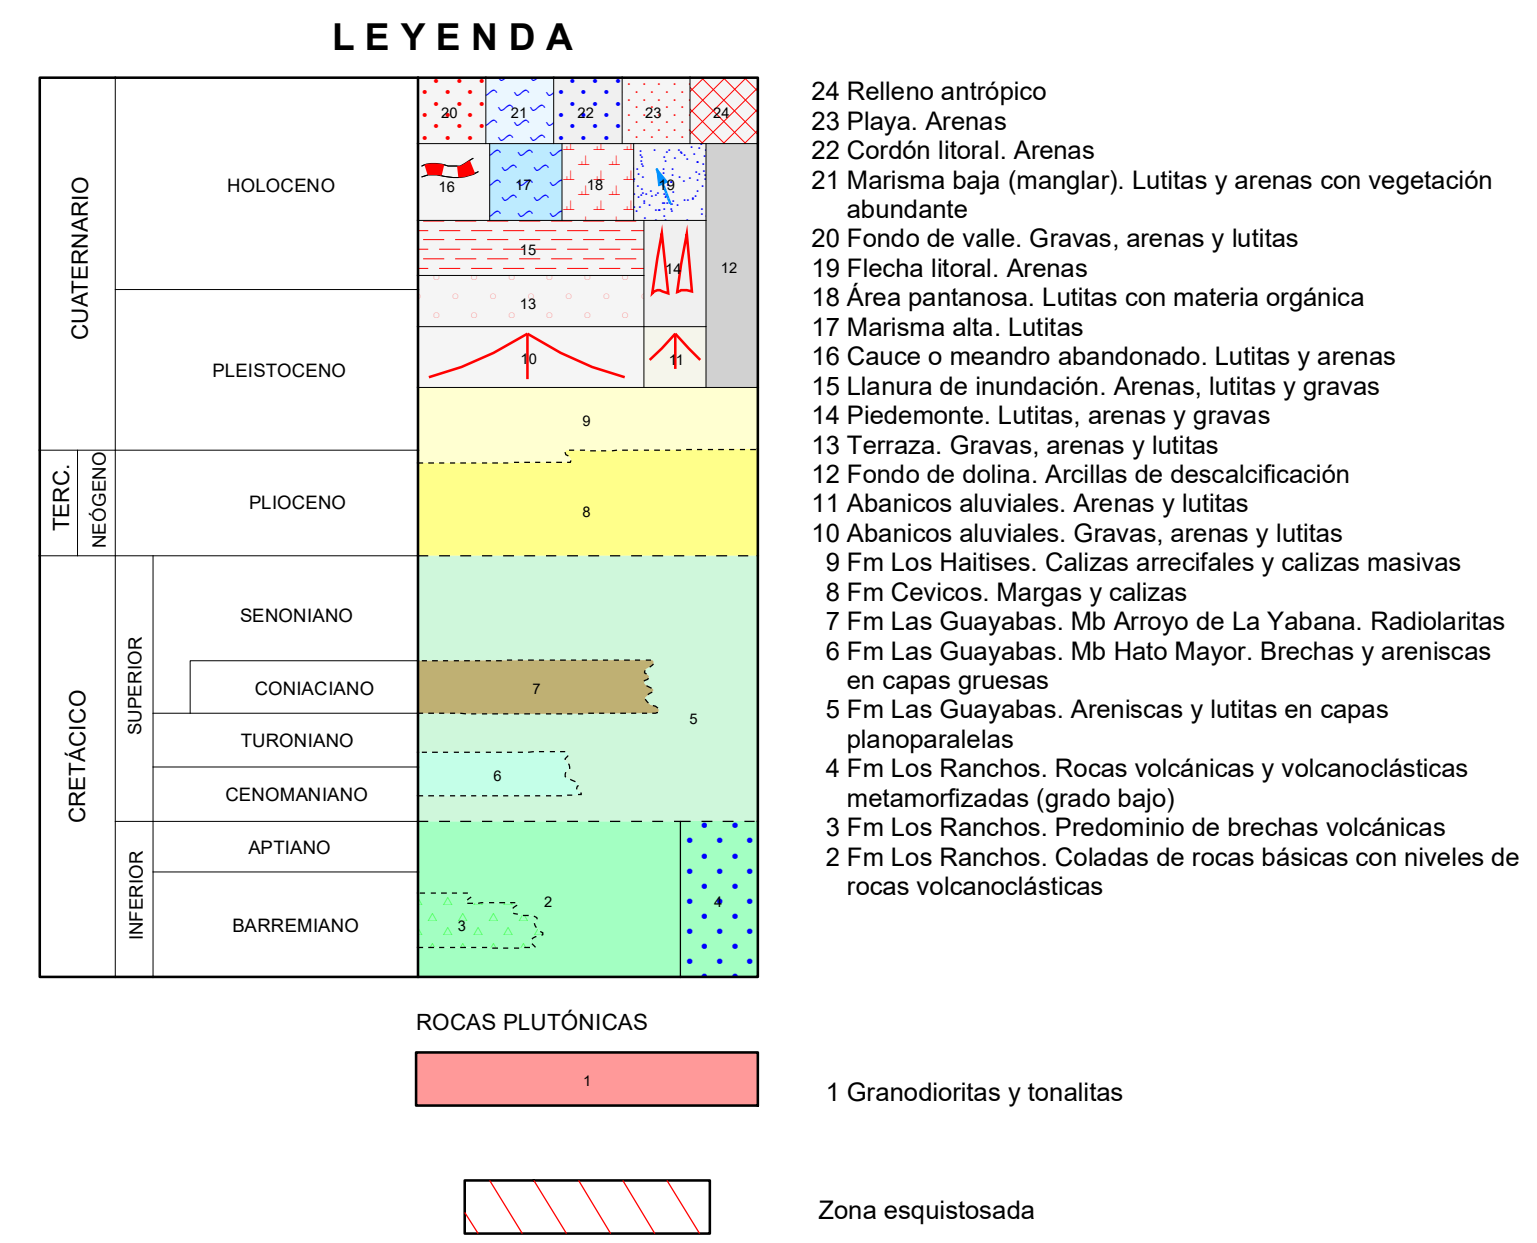 LEYENDA
CUATERNARIO
HOLOCENO
PLEISTOCENO
TERC.
NEÓGENO
PLIOCENO
CRETÁCICO
SUPERIOR
SENONIANO
CONIACIANO
TURONIANO
CENOMANIANO
INFERIOR
APTIANO
BARREMIANO
20 21 22 23 24
16 17 18 19
15 14 12
13
10 11
9
8
7
5
6
2 4
3
24 Relleno antrópico
23 Playa. Arenas
22 Cordón litoral. Arenas
21 Marisma baja (manglar). Lutitas y arenas con vegetación
abundante
20 Fondo de valle. Gravas, arenas y lutitas
19 Flecha litoral. Arenas
18 Área pantanosa. Lutitas con materia orgánica
17 Marisma alta. Lutitas
16 Cauce o meandro abandonado. Lutitas y arenas
15 Llanura de inundación. Arenas, lutitas y gravas
14 Piedemonte. Lutitas, arenas y gravas
13 Terraza. Gravas, arenas y lutitas
12 Fondo de dolina. Arcillas de descalcificación
11 Abanicos aluviales. Arenas y lutitas
10 Abanicos aluviales. Gravas, arenas y lutitas
9 Fm Los Haitises. Calizas arrecifales y calizas masivas
8 Fm Cevicos. Margas y calizas
7 Fm Las Guayabas. Mb Arroyo de La Yabana. Radiolaritas
6 Fm Las Guayabas. Mb Hato Mayor. Brechas y areniscas
en capas gruesas
5 Fm Las Guayabas. Areniscas y lutitas en capas
planoparalelas
4 Fm Los Ranchos. Rocas volcánicas y volcanoclásticas
metamorfizadas (grado bajo)
3 Fm Los Ranchos. Predominio de brechas volcánicas
2 Fm Los Ranchos. Coladas de rocas básicas con niveles de
rocas volcanoclásticas
ROCAS PLUTÓNICAS
1
1 Granodioritas y tonalitas
Zona esquistosada